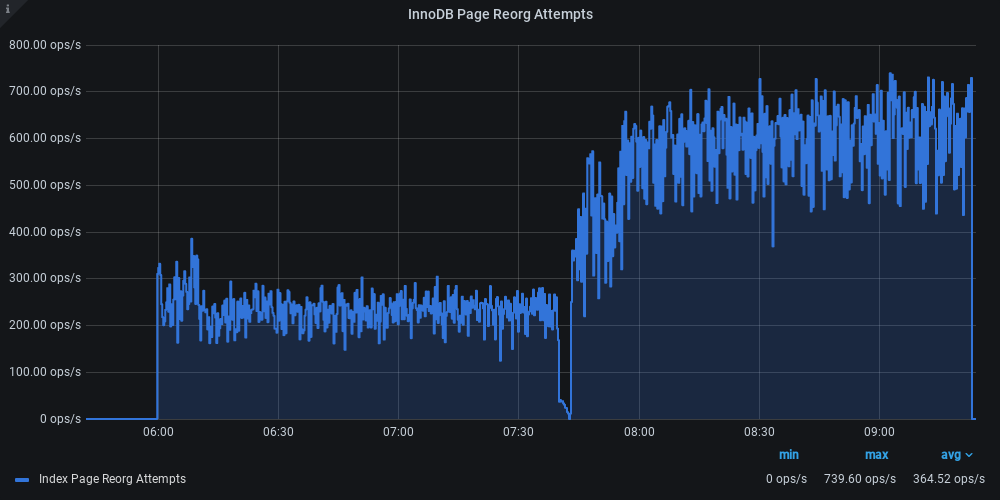 i
InnoDB Page Reorg Attempts
800.00 ops/s
700.00 ops/s
600.00 ops/s
500.00 ops/s
400.00 ops/s
300.00 ops/s
200.00 ops/s
100.00 ops/s
0 ops/s
06:00 06:30 07:00 07:30 08:00 08:30 09:00
min max avg
Index Page Reorg Attempts 0 ops/s 739.60 ops/s 364.52 ops/s